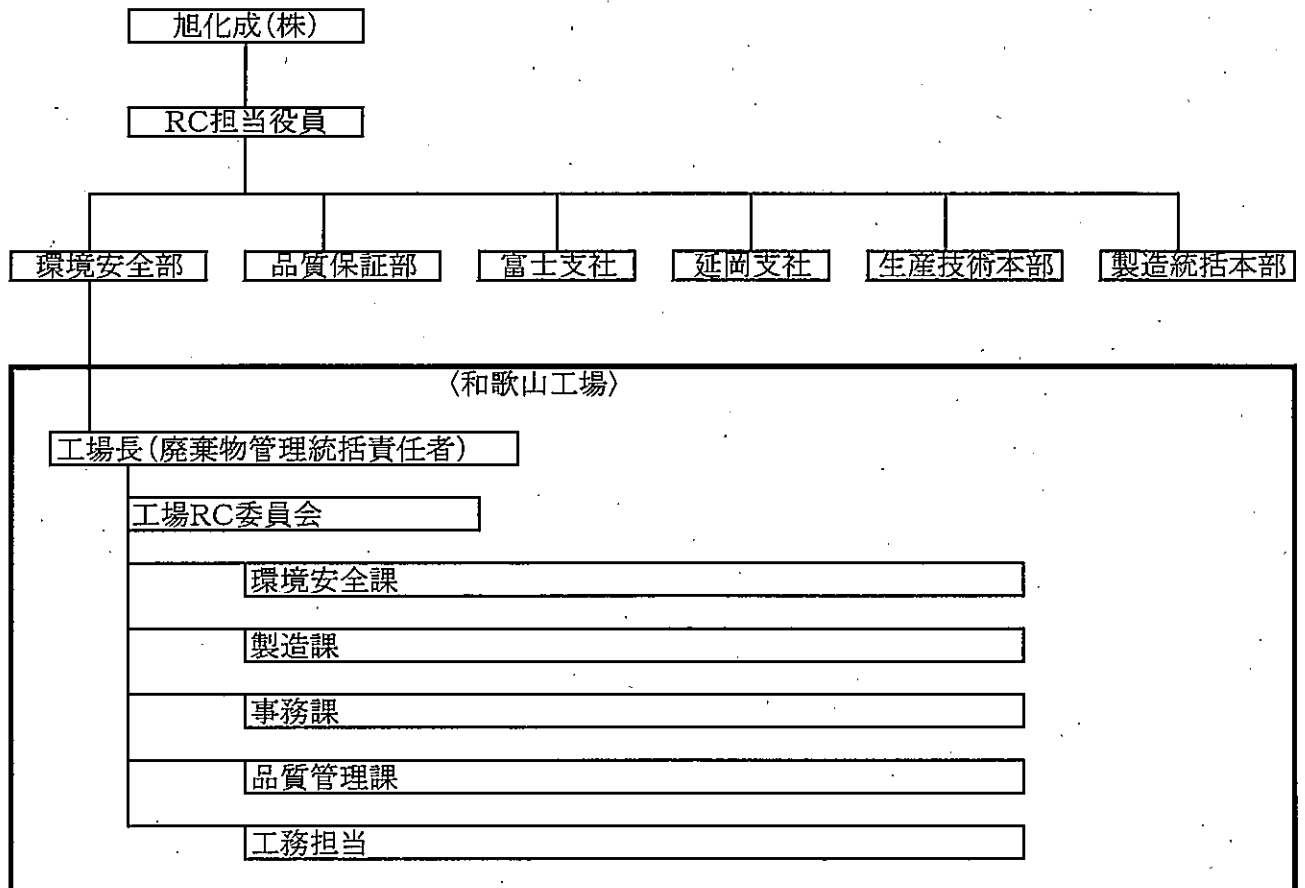 旭化成(株)
RC担当役員
環境安全部 品質保証部 富士支社 延岡支社 生産技術本部 製造統括本部
〈和歌山工場〉
工場長(廃棄物管理統括責任者)
工場RC委員会
環境安全課
製造課
事務課
品質管理課
工務担当